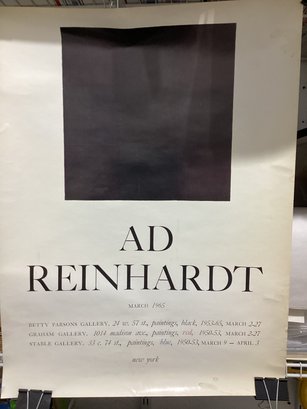 AD
REINHARDT
MARCH 1965
BETTY PARSONS GALLERY, 24 w. 57 st., paintings, black, 1953-65, MARCH 2-27
GRAHAM GALLERY, 1014 madison ave., paintings, red, 1950-53, MARCH 2-27
STABLE GALLERY, 33 e. 74 st., paintings, blue, 1950-53, MARCH 9 – APRIL 3
new york